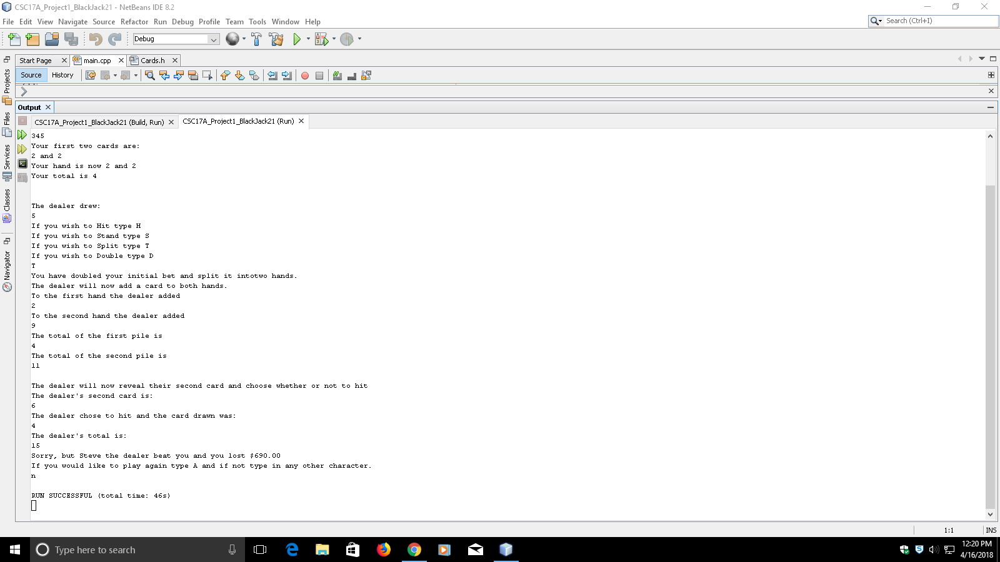 CSC17A_Project1_BlackJack21 - NetBeans IDE 8.2
File Edit View Navigate Source Refactor Run Debug Profile Team Tools Window Help
Search (Ctrl+I)
Debug
Start Page main.cpp Cards.h
Source History
Projects
Files
Services
Classes
Navigator
Output
CSC17A_Project1_BlackJack21 (Build, Run) CSC17A_Project1_BlackJack21 (Run)
345
Your first two cards are:
2 and 2
Your hand is now 2 and 2
Your total is 4
The dealer drew:
5
If you wish to Hit type H
If you wish to Stand type S
If you wish to Split type T
If you wish to Double type D
T
You have doubled your initial bet and split it intotwo hands.
The dealer will now add a card to both hands.
To the first hand the dealer added
2
To the second hand the dealer added
9
The total of the first pile is
4
The total of the second pile is
11
The dealer will now reveal their second card and choose whether or not to hit
The dealer's second card is:
6
The dealer chose to hit and the card drawn was:
4
The dealer's total is:
15
Sorry, but Steve the dealer beat you and you lost $690.00
If you would like to play again type A and if not type in any other character.
n
RUN SUCCESSFUL (total time: 46s)
1:1 INS
Type here to search
12:20 PM
4/16/2018